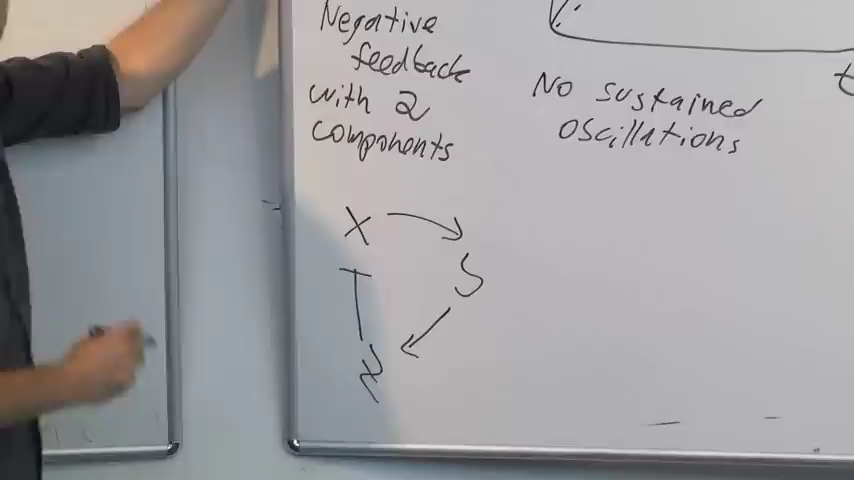 Negative
feedback
with 2
components
No sustained
oscillations
t
X